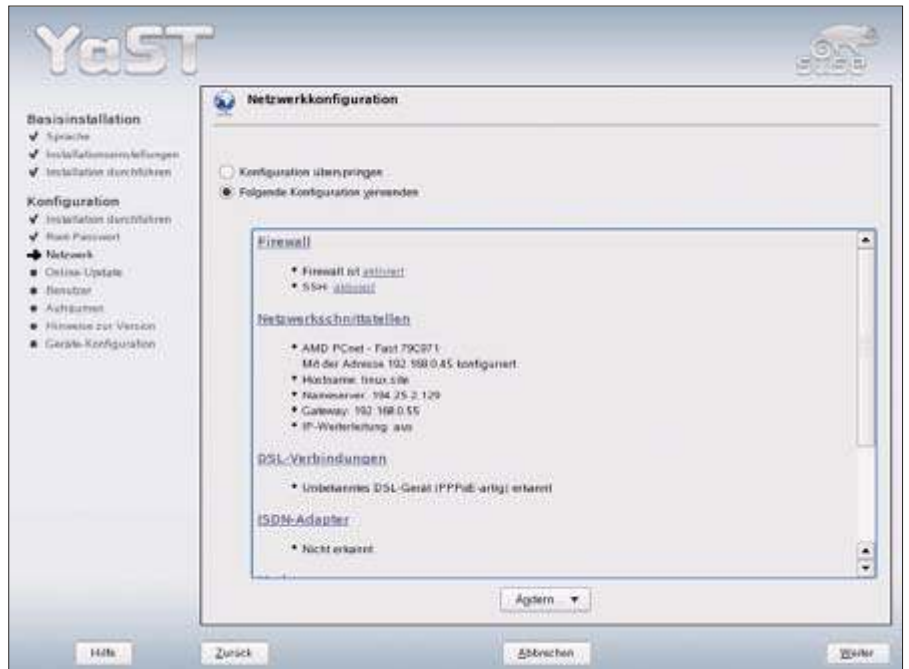 YaST
SUSE
Netzwerkkonfiguration
Basisinstallation
Sprache
Installationseinstellungen
Installation durchführen
Konfiguration
Installation durchführen
Root Passwort
Netzwerk
Online-Update
Benutzer
Aufräumen
Hinweise zur Version
Geräte-Konfiguration
Konfiguration überspringen
Folgende Konfiguration verwenden
Firewall
Firewall ist aktiviert
SSH: aktiviert
Netzwerkschnittstellen
AMD PCnet - Fast 79C971
Mit der Adresse 192.168.0.45 konfiguriert
Hostname: linux.site
Nameserver: 194.25.2.129
Gateway: 192.168.0.55
IP-Weiterleitung: aus
DSL-Verbindungen
Unbekanntes DSL-Gerät (PPPoE-artig) erkannt
ISDN-Adapter
Nicht erkannt
Ändern...
Hilfe
Zurück
Abbrechen
Weiter